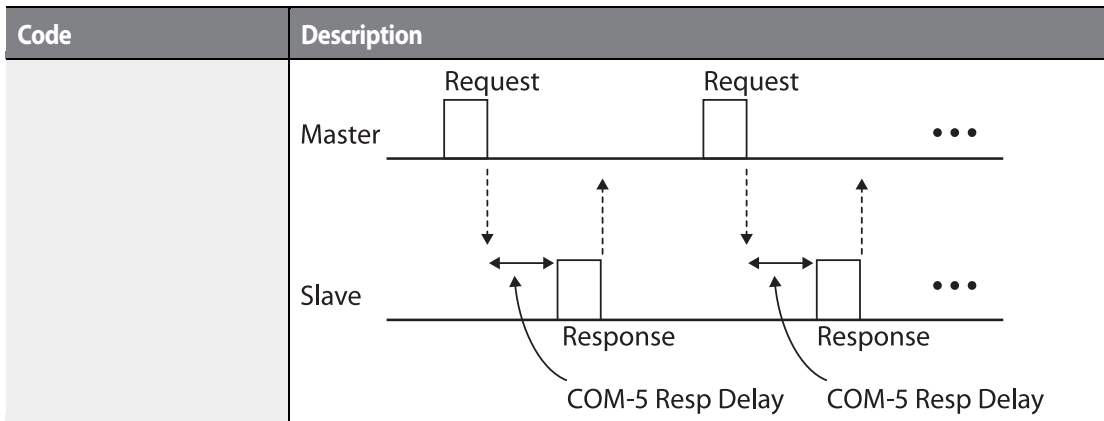 Code Description
Request Request
Master •••
Slave •••
Response Response
COM-5 Resp Delay COM-5 Resp Delay